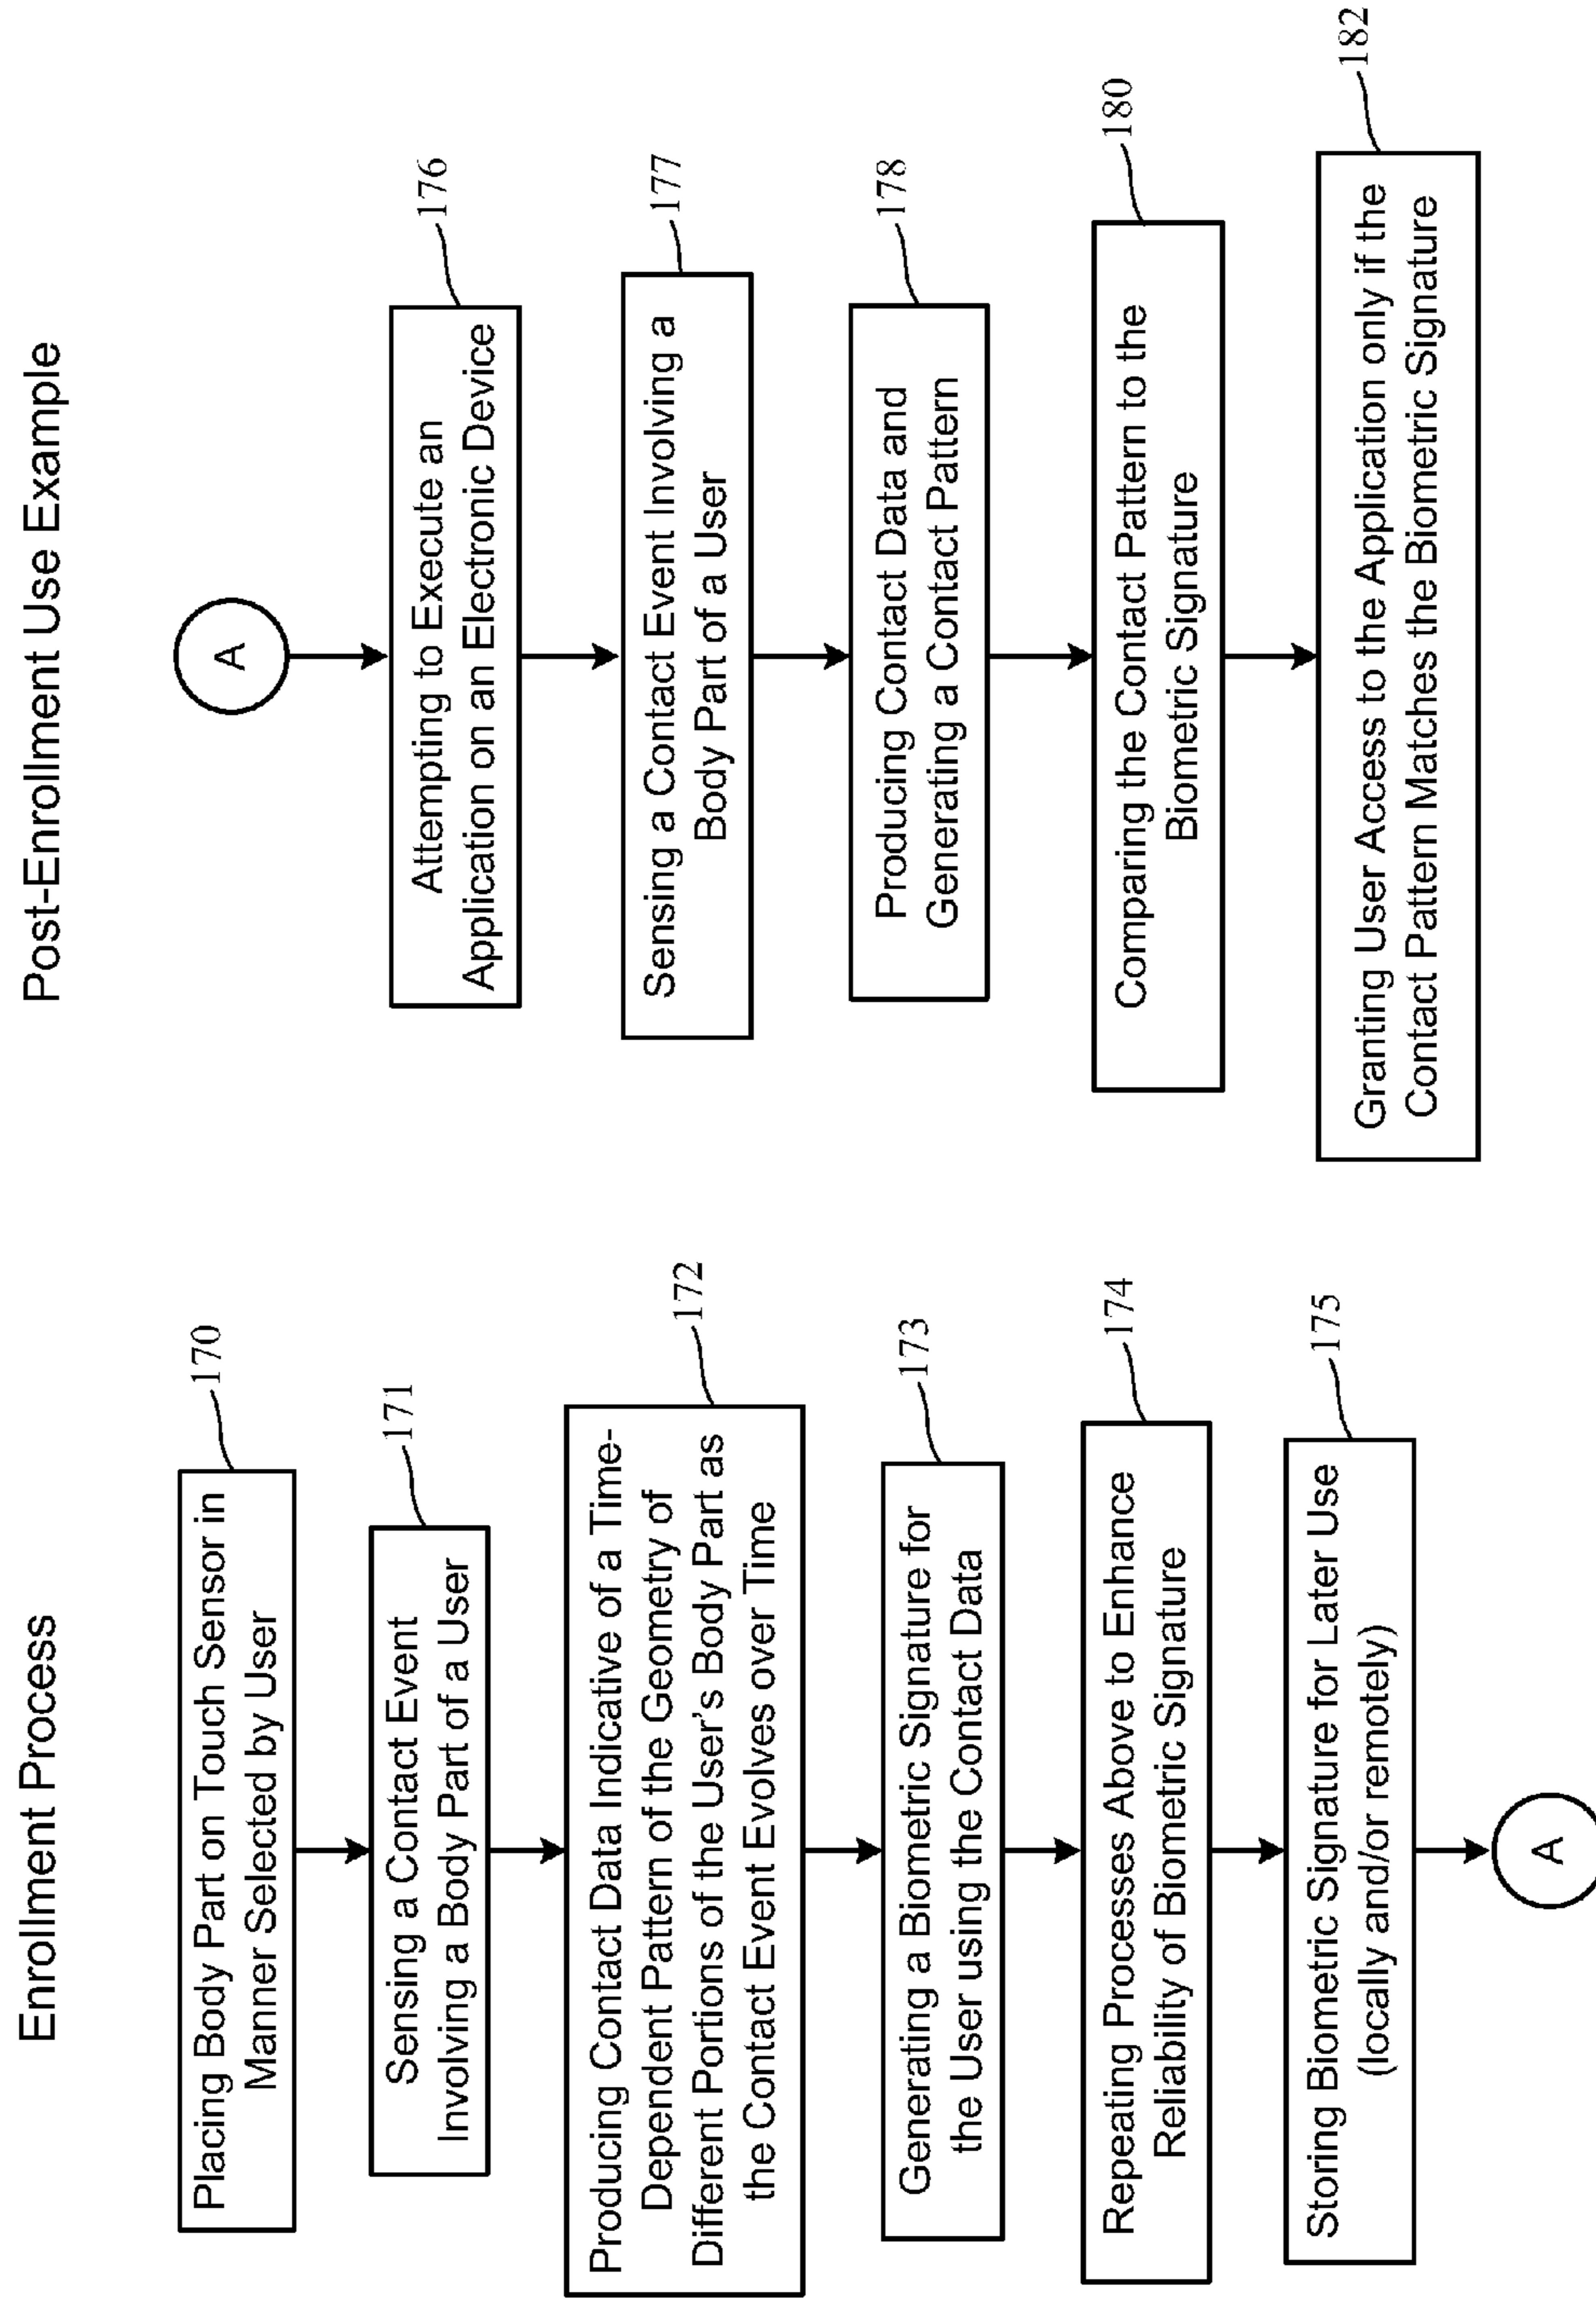 Enrollment Process
Placing Body Part on Touch Sensor in
Manner Selected by User
170
Sensing a Contact Event
Involving a Body Part of a User
171
Producing Contact Data Indicative of a Time-
Dependent Pattern of the Geometry of
Different Portions of the User's Body Part as
the Contact Event Evolves over Time
172
Generating a Biometric Signature for
the User using the Contact Data
173
Repeating Processes Above to Enhance
Reliability of Biometric Signature
174
Storing Biometric Signature for Later Use
(locally and/or remotely)
175
A
Post-Enrollment Use Example
A
Attempting to Execute an
Application on an Electronic Device
176
Sensing a Contact Event Involving a
Body Part of a User
177
Producing Contact Data and
Generating a Contact Pattern
178
Comparing the Contact Pattern to the
Biometric Signature
180
Granting User Access to the Application only if the
Contact Pattern Matches the Biometric Signature
182